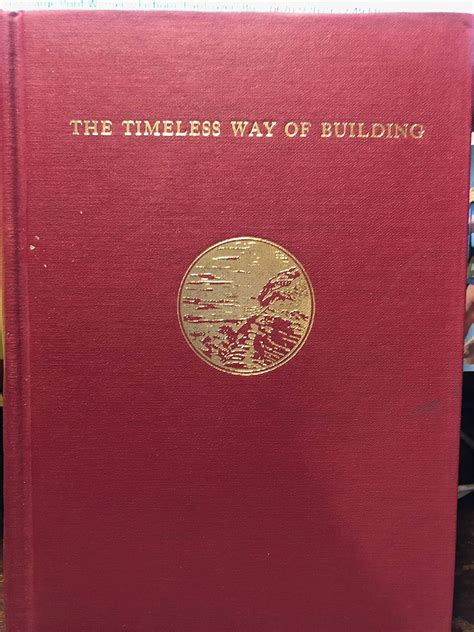 THE TIMELESS WAY OF BUILDING